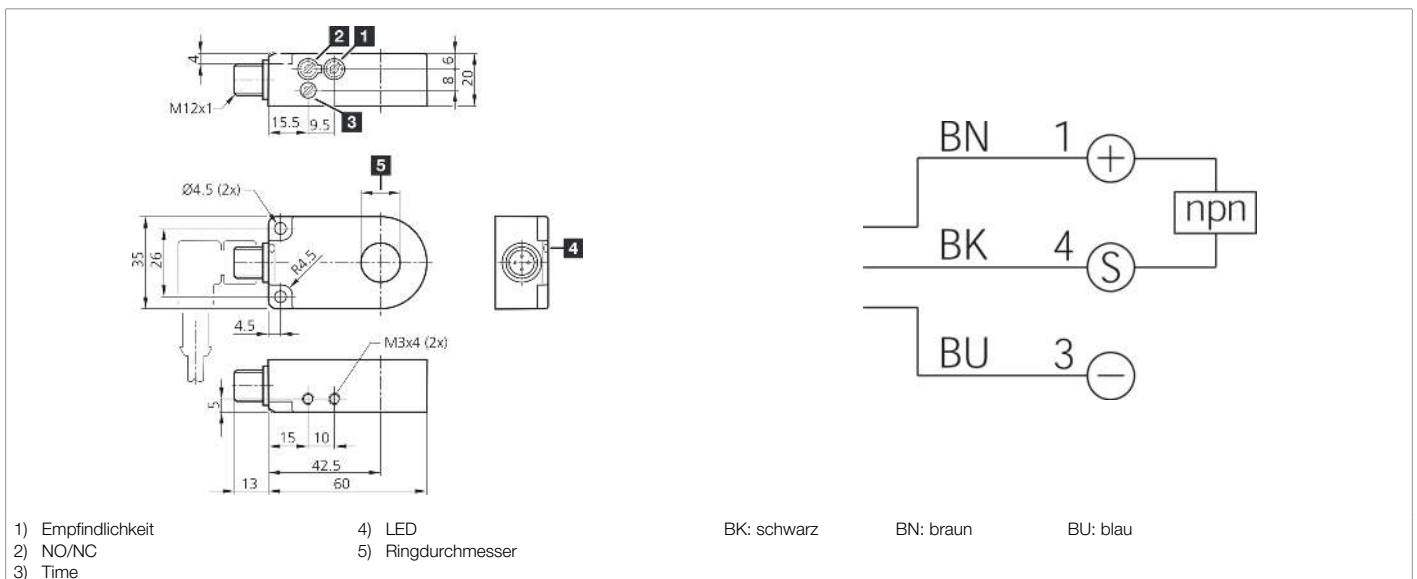 2 1
4
6
8
20
M12x1
15.5 9.5 3
5
Ø4.5 (2x)
35
26
R4.5
4
4.5
M3x4 (2x)
5
15 10
42.5
13 60
BN 1 +
npn
BK 4 S
BU 3 −
1) Empfindlichkeit
2) NO/NC
3) Time
4) LED
5) Ringdurchmesser
BK: schwarz BN: braun BU: blau